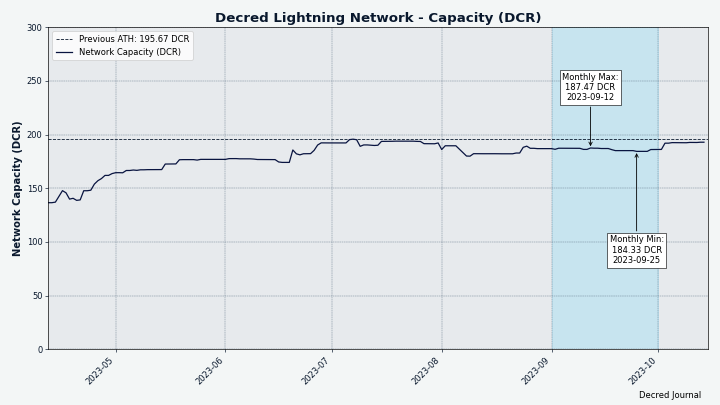 Decred Lightning Network - Capacity (DCR)
Previous ATH: 195.67 DCR
Network Capacity (DCR)
Network Capacity (DCR)
300
250
200
150
100
50
0
Monthly Max:
187.47 DCR
2023-09-12
Monthly Min:
184.33 DCR
2023-09-25
2023-05
2023-06
2023-07
2023-08
2023-09
2023-10
Decred Journal